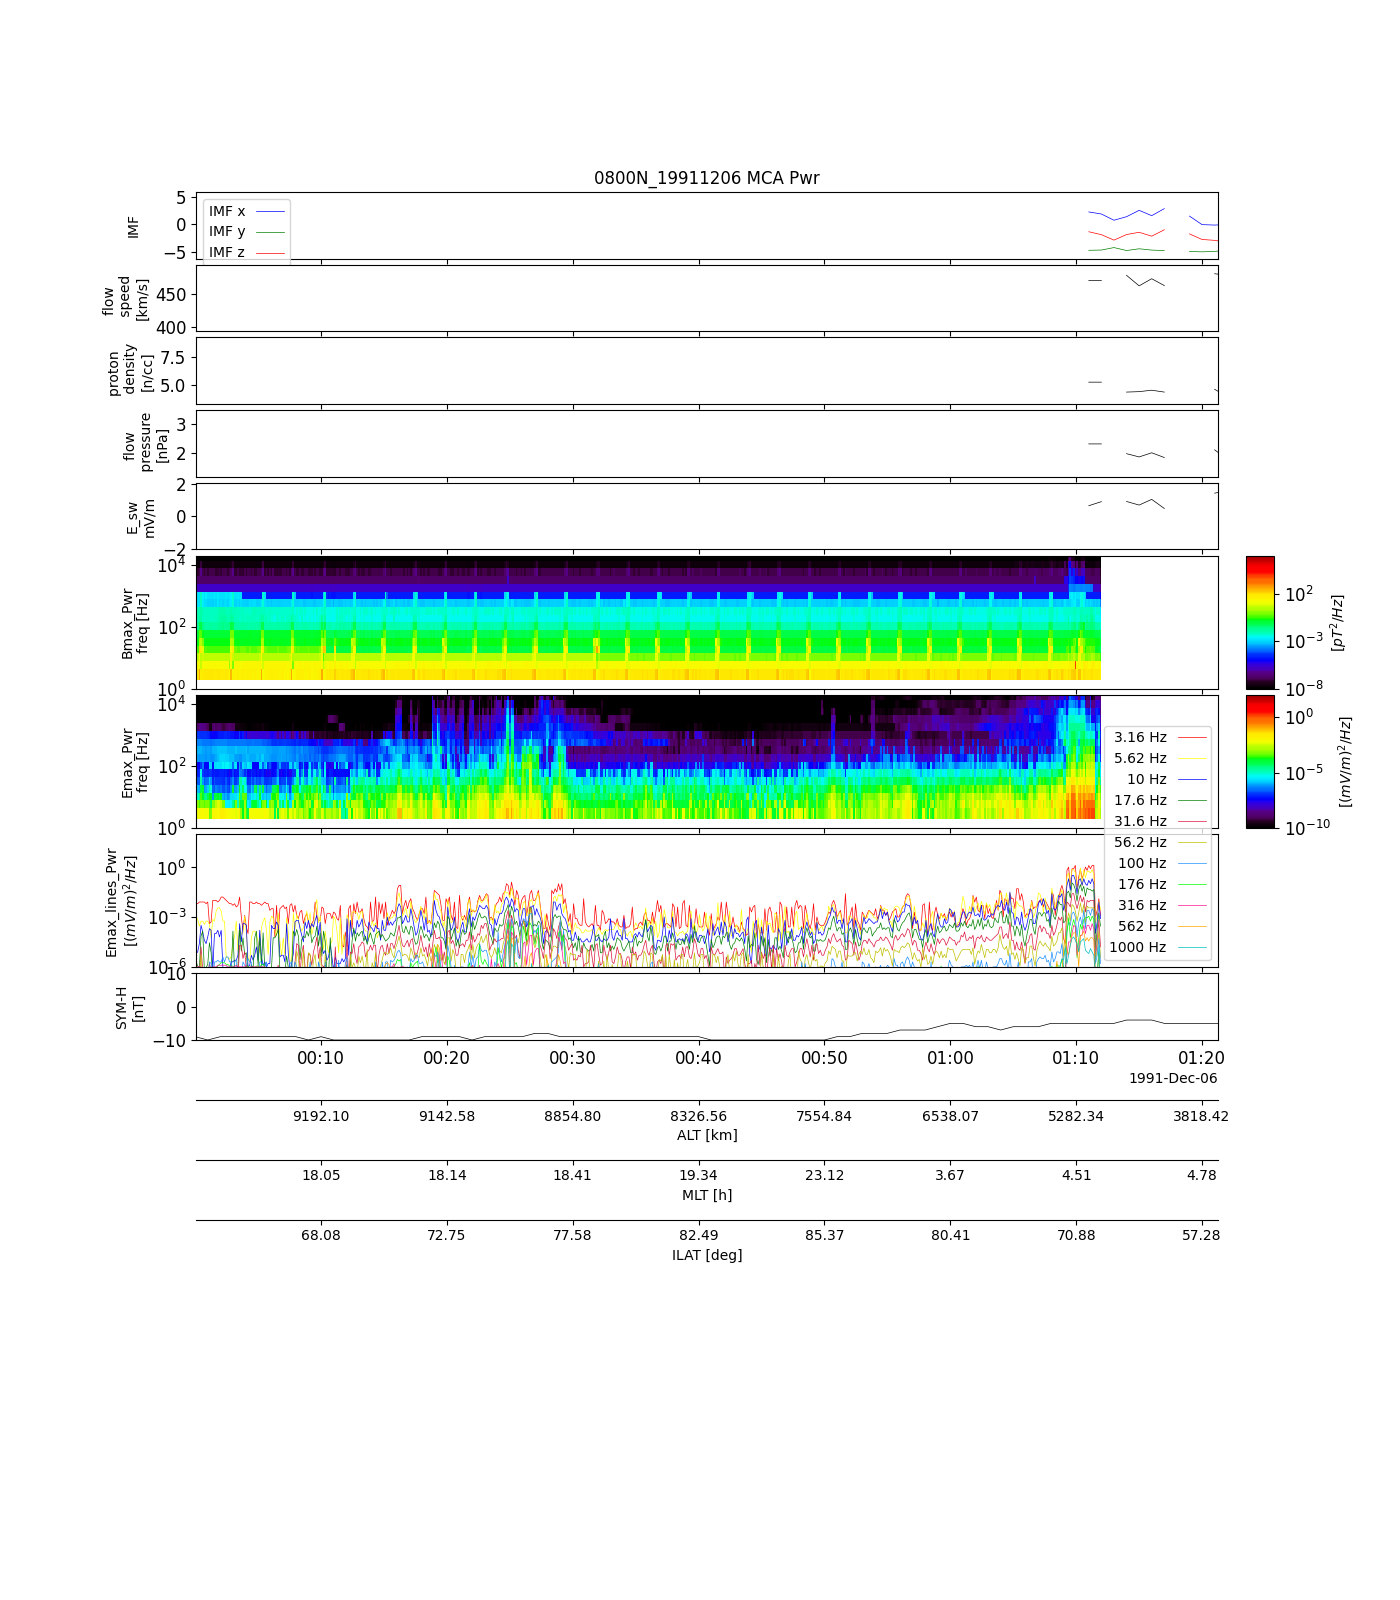 0800N_19911206 MCA Pwr
IMF
5
0
−5
IMF x
IMF y
IMF z
flow
speed
[km/s]
450
400
proton
density
[n/cc]
7.5
5.0
flow
pressure
[nPa]
3
2
E_sw
mV/m
2
0
−2
Bmax_Pwr
freq [Hz]
10^4
10^2
10^0
10^2
10^−3
10^−8
[pT^2/Hz]
Emax_Pwr
freq [Hz]
10^4
10^2
10^0
10^0
10^−5
10^−10
[(mV/m)^2/Hz]
3.16 Hz
5.62 Hz
10 Hz
17.6 Hz
31.6 Hz
56.2 Hz
100 Hz
176 Hz
316 Hz
562 Hz
1000 Hz
Emax_lines_Pwr
[(mV/m)^2/Hz]
10^0
10^−3
10^−6
SYM-H
[nT]
10
0
−10
00:10 00:20 00:30 00:40 00:50 01:00 01:10 01:20
1991-Dec-06
9192.10 9142.58 8854.80 8326.56 7554.84 6538.07 5282.34 3818.42
ALT [km]
18.05 18.14 18.41 19.34 23.12 3.67 4.51 4.78
MLT [h]
68.08 72.75 77.58 82.49 85.37 80.41 70.88 57.28
ILAT [deg]